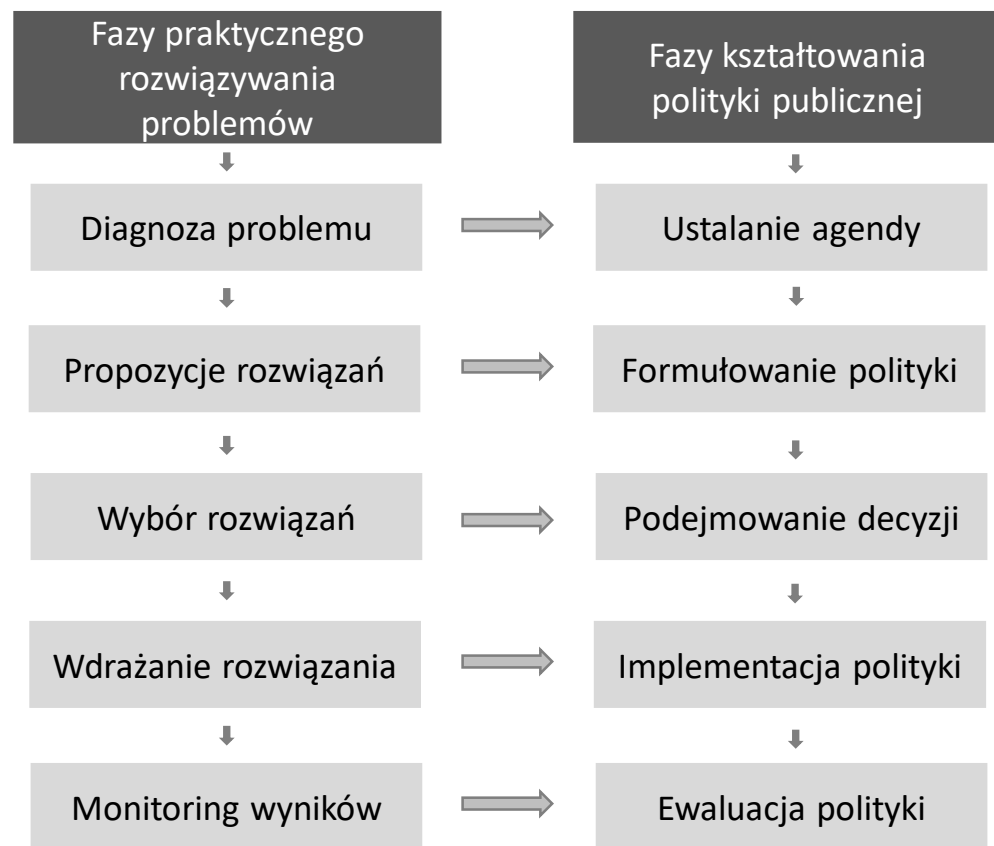 Fazy praktycznego
rozwiązywania
problemów
Fazy kształtowania
polityki publicznej
Diagnoza problemu
Ustalanie agendy
Propozycje rozwiązań
Formułowanie polityki
Wybór rozwiązań
Podejmowanie decyzji
Wdrażanie rozwiązania
Implementacja polityki
Monitoring wyników
Ewaluacja polityki